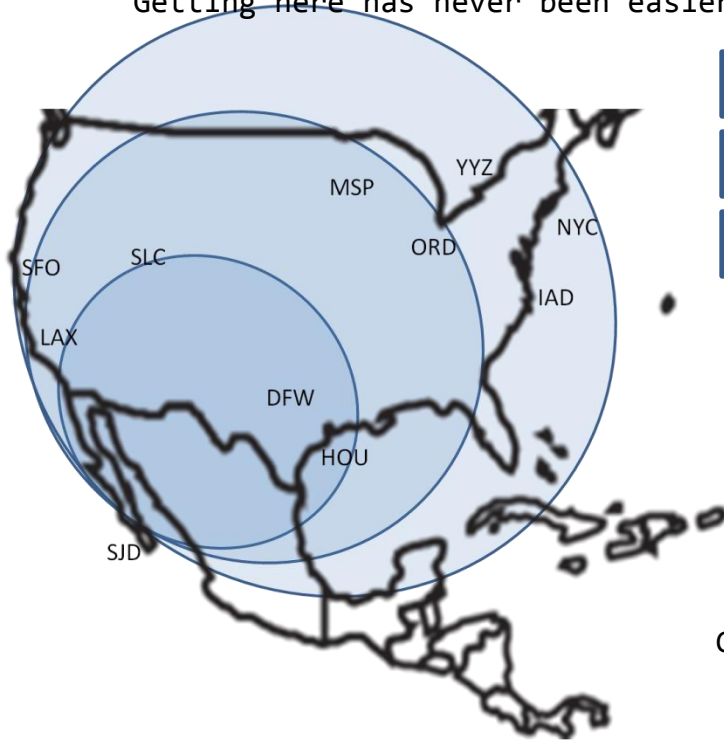 Getting here has never been easier
YYZ
MSP
NYC
ORD
SLC
SFO
IAD
LAX
DFW
HOU
SJD